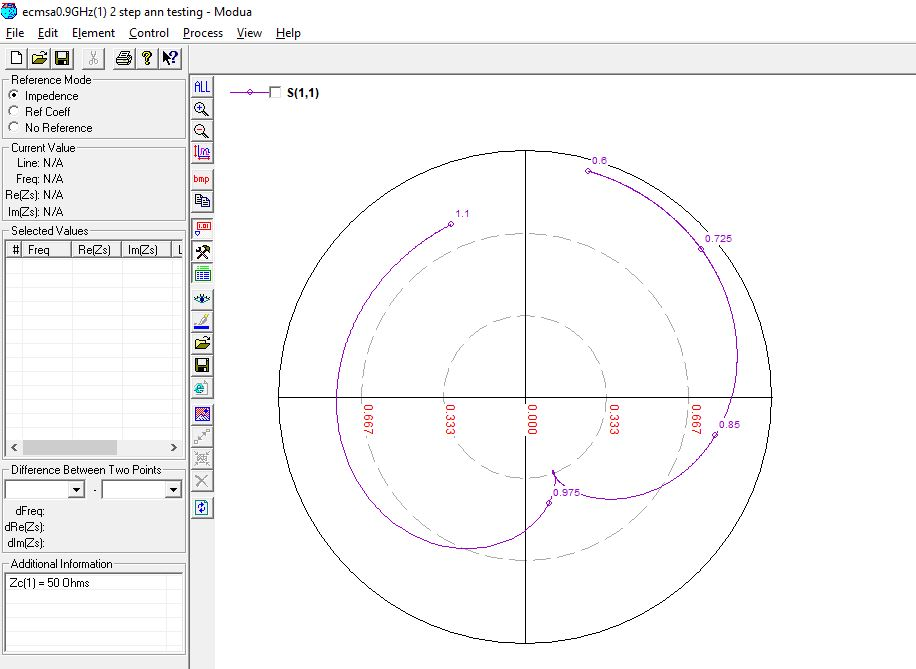 ecmsa0.9GHz(1) 2 step ann testing - Modua
File Edit Element Control Process View Help
Reference Mode
Impedence
Ref Coeff
No Reference
Current Value
Line: N/A
Freq: N/A
Re(Zs): N/A
Im(Zs): N/A
Selected Values
# Freq Re(Zs) Im(Zs) L
Difference Between Two Points
-
dFreq:
dRe(Zs):
dIm(Zs):
Additional Information
Zc(1) = 50 Ohms
ALL
bmp
1.01
S(1,1)
0.6
1.1
0.725
0.667
0.333
0.000
0.333
0.667
0.85
0.975